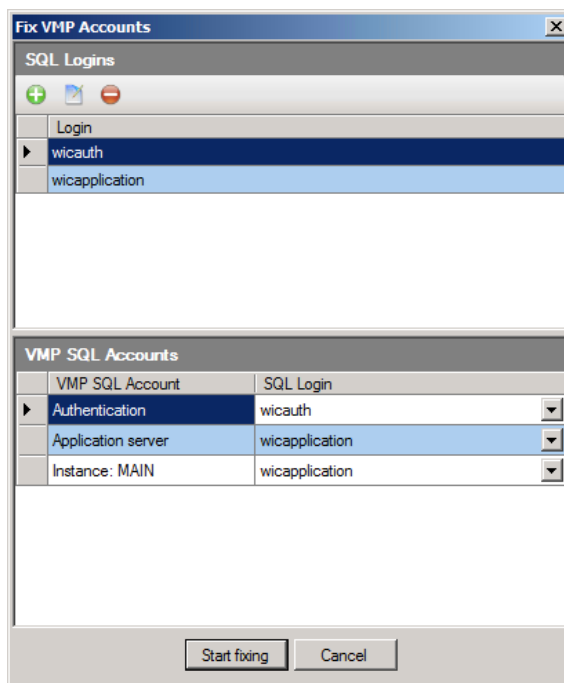 Fix VMP Accounts
SQL Logins
Login
wicauth
wicapplication
VMP SQL Accounts
VMP SQL Account SQL Login
Authentication wicauth
Application server wicapplication
Instance: MAIN wicapplication
Start fixing Cancel